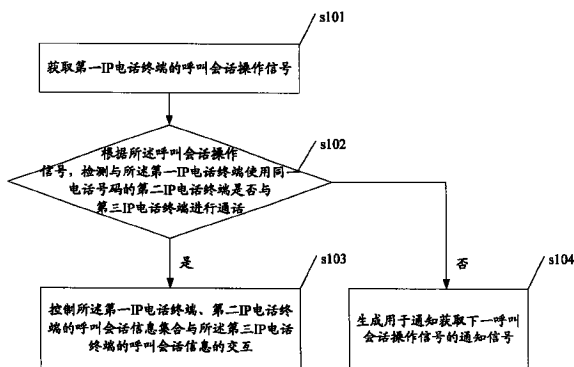 s101
获取第一IP电话终端的呼叫会话操作信号
s102
根据所述呼叫会话操作
信号，检测与所述第一IP电话终端使用同一
电话号码的第二IP电话终端是否与
第三IP电话终端进行通话
是
否
s103
控制所述第一IP电话终端、第二IP电话终
端的呼叫会话信息集合与所述第三IP电话
终端的呼叫会话信息的交互
s104
生成用于通知获取下一呼叫
会话操作信号的通知信号